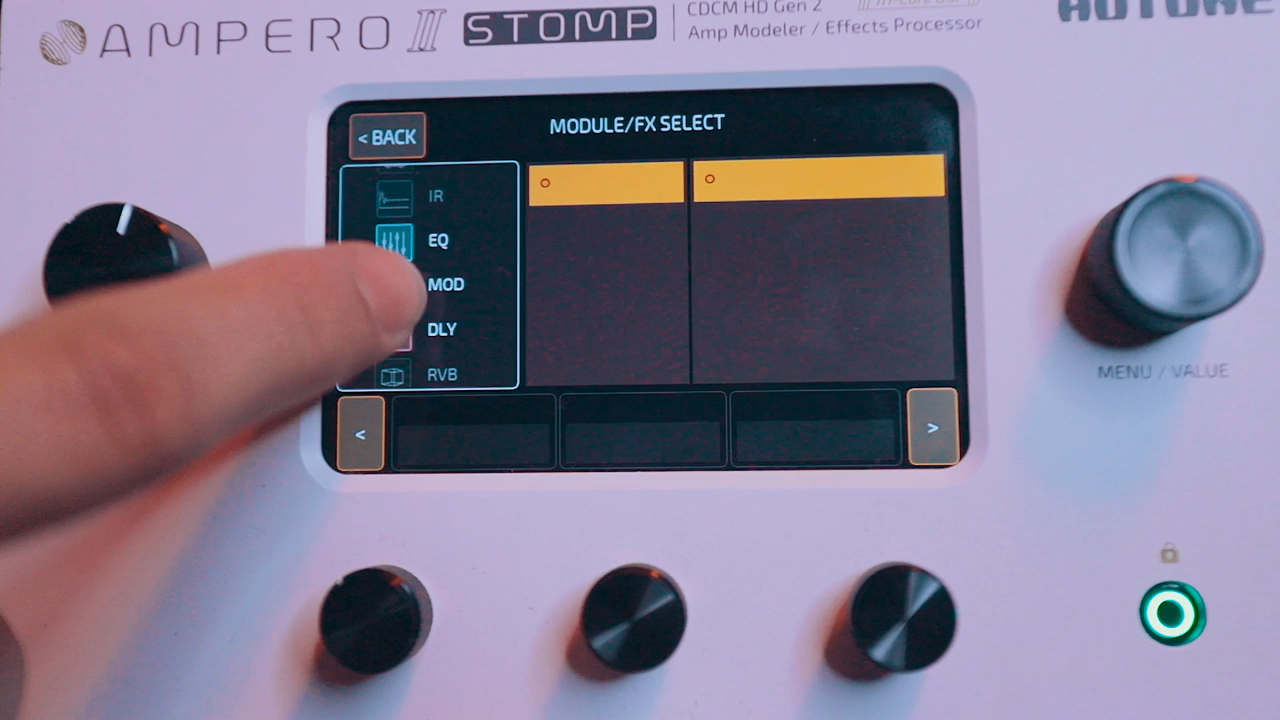 AMPERO II STOMP
CDCM HD Gen 2
Amp Modeler / Effects Processor
HOTONE
< BACK
MODULE/FX SELECT
IR
EQ
MOD
DLY
RVB
<
>
MENU / VALUE